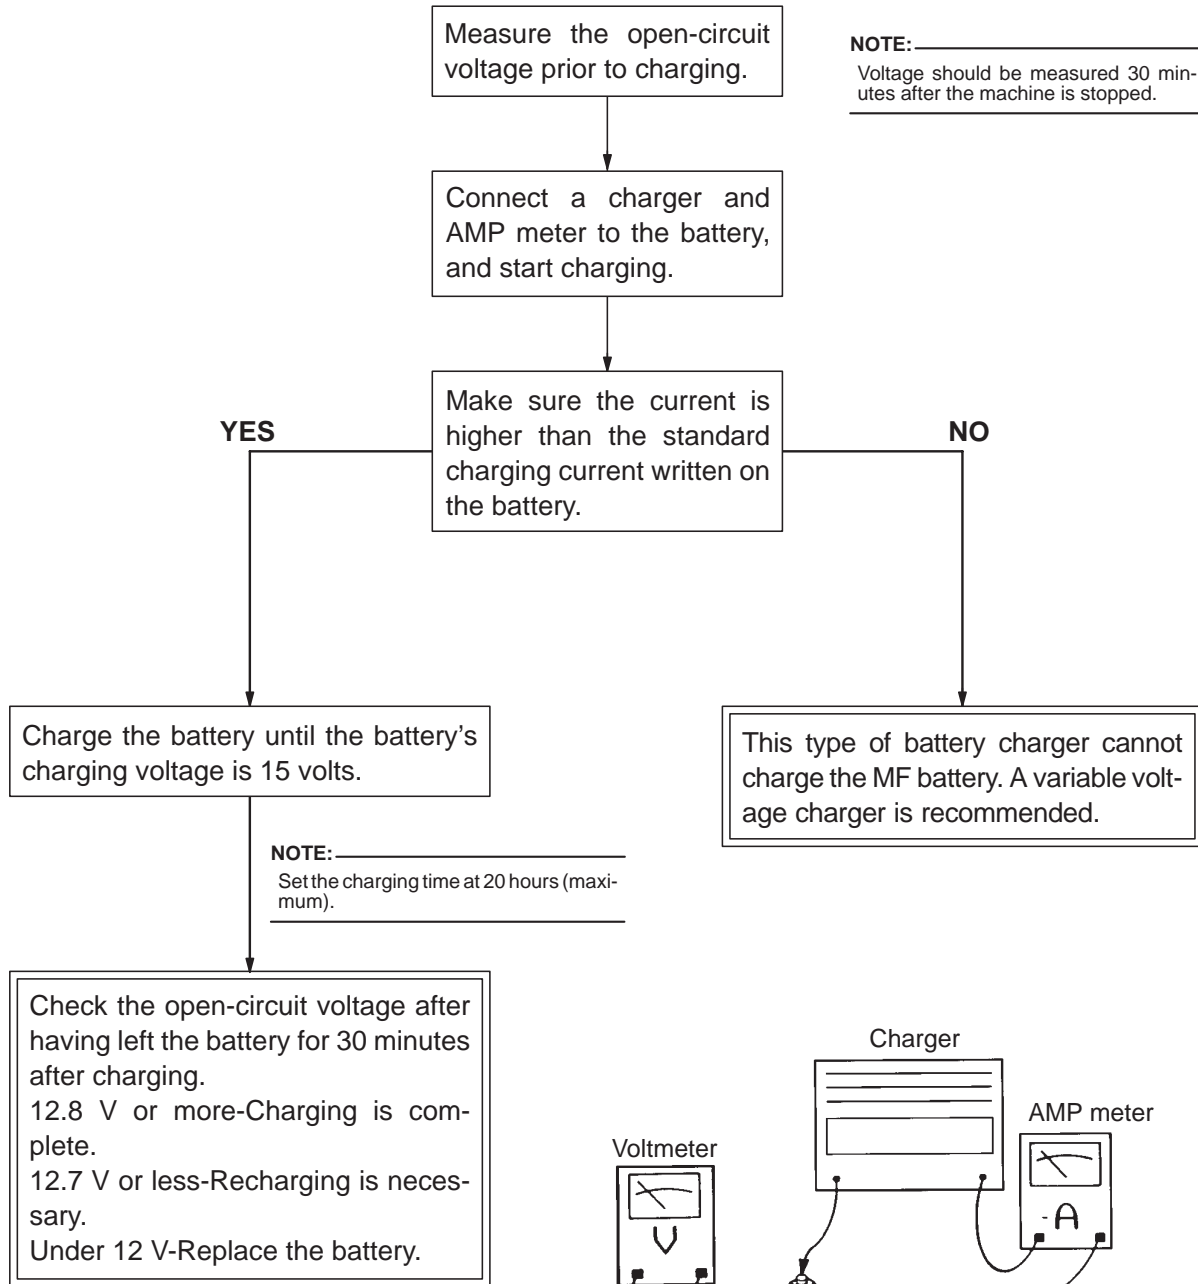 Measure the open-circuit
voltage prior to charging.
NOTE:
Voltage should be measured 30 min-
utes after the machine is stopped.
Connect a charger and
AMP meter to the battery,
and start charging.
Make sure the current is
higher than the standard
charging current written on
the battery.
YES
NO
Charge the battery until the battery's
charging voltage is 15 volts.
This type of battery charger cannot
charge the MF battery. A variable volt-
age charger is recommended.
NOTE:
Set the charging time at 20 hours (maxi-
mum).
Check the open-circuit voltage after
having left the battery for 30 minutes
after charging.
12.8 V or more-Charging is com-
plete.
12.7 V or less-Recharging is neces-
sary.
Under 12 V-Replace the battery.
Charger
AMP meter
Voltmeter
V
-A